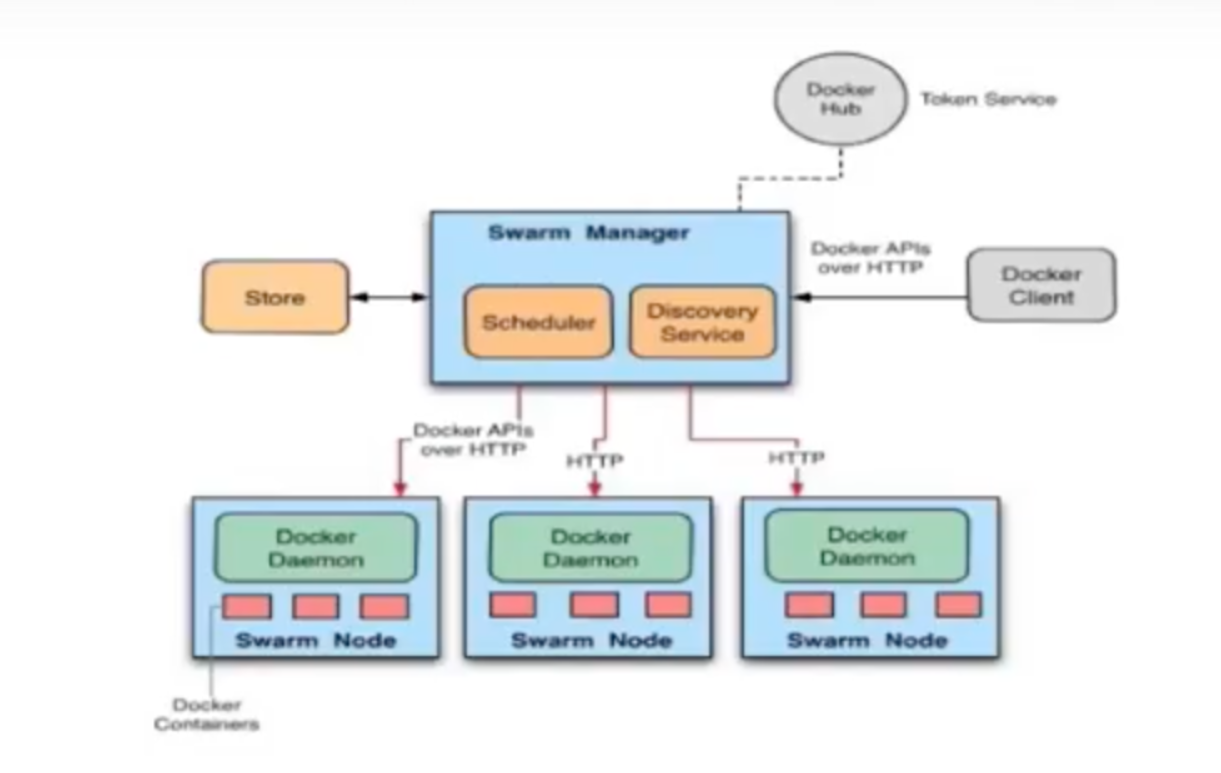 Docker
Hub
Token Service
Swarm Manager
Docker APIs
over HTTP
Store
Scheduler
Discovery
Service
Docker
Client
Docker APIs
over HTTP
HTTP
HTTP
Docker
Daemon
Docker
Daemon
Docker
Daemon
Swarm Node
Swarm Node
Swarm Node
Docker
Containers